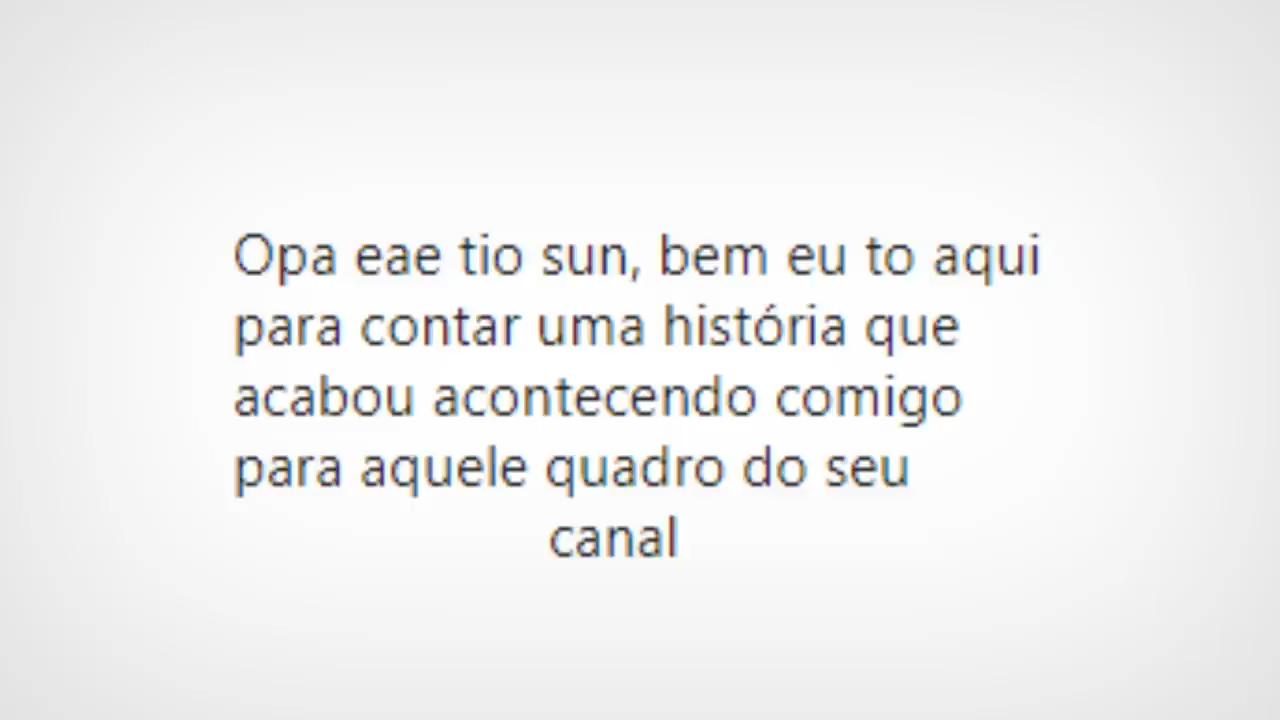 Opa eae tio sun, bem eu to aqui
para contar uma história que
acabou acontecendo comigo
para aquele quadro do seu
canal